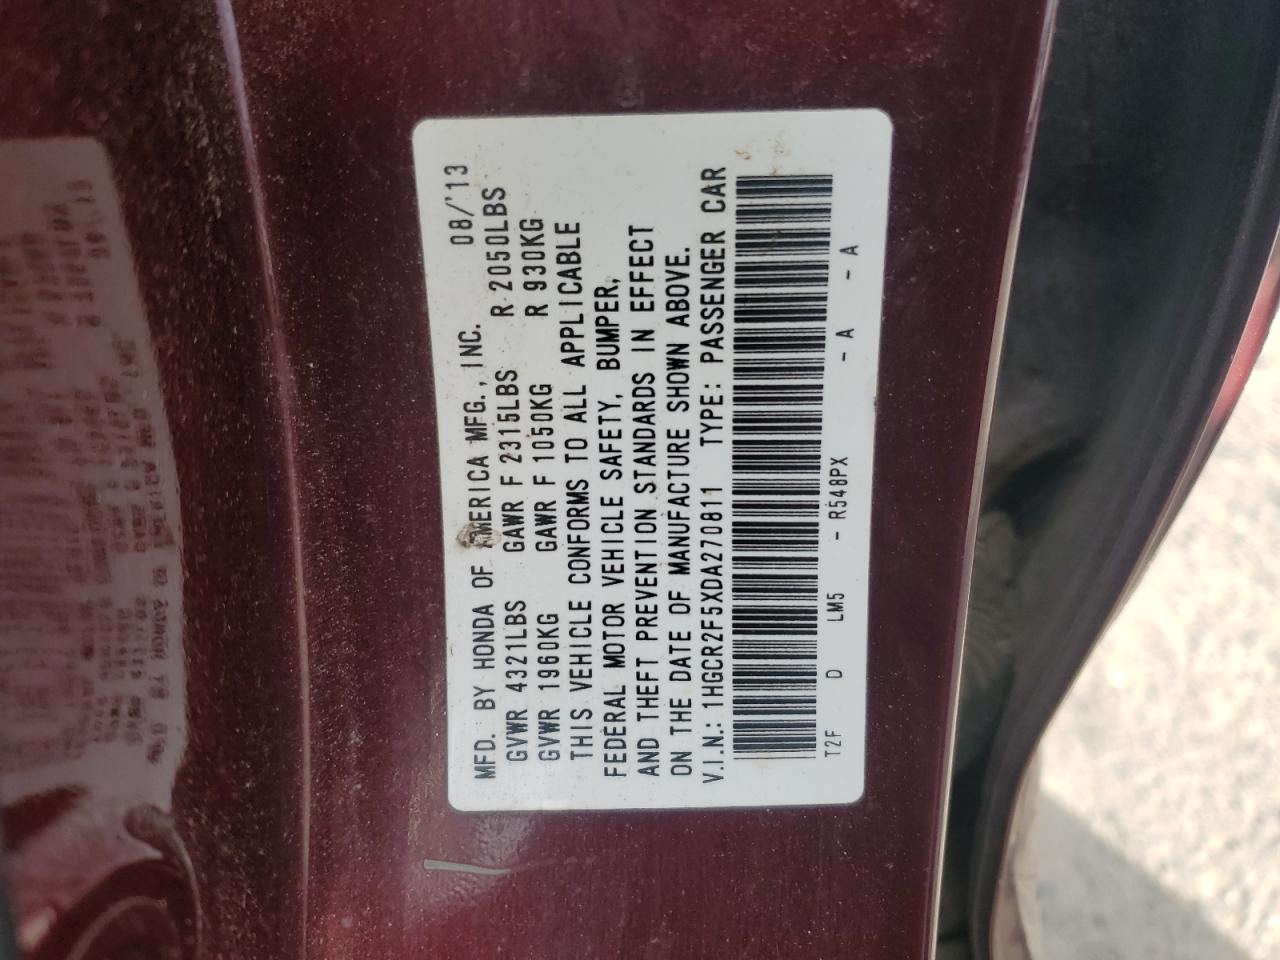 MFD. BY HONDA OF AMERICA MFG., INC. 08/'13
GVWR 4321LBS GAWR F 2315LBS R 2050LBS
GVWR 1960KG GAWR F 1050KG R 930KG
THIS VEHICLE CONFORMS TO ALL APPLICABLE
FEDERAL MOTOR VEHICLE SAFETY, BUMPER,
AND THEFT PREVENTION STANDARDS IN EFFECT
ON THE DATE OF MANUFACTURE SHOWN ABOVE.
V.I.N.: 1HGCR2F5XDA270811 TYPE: PASSENGER CAR
T2F D LM5 - R548PX - A - A